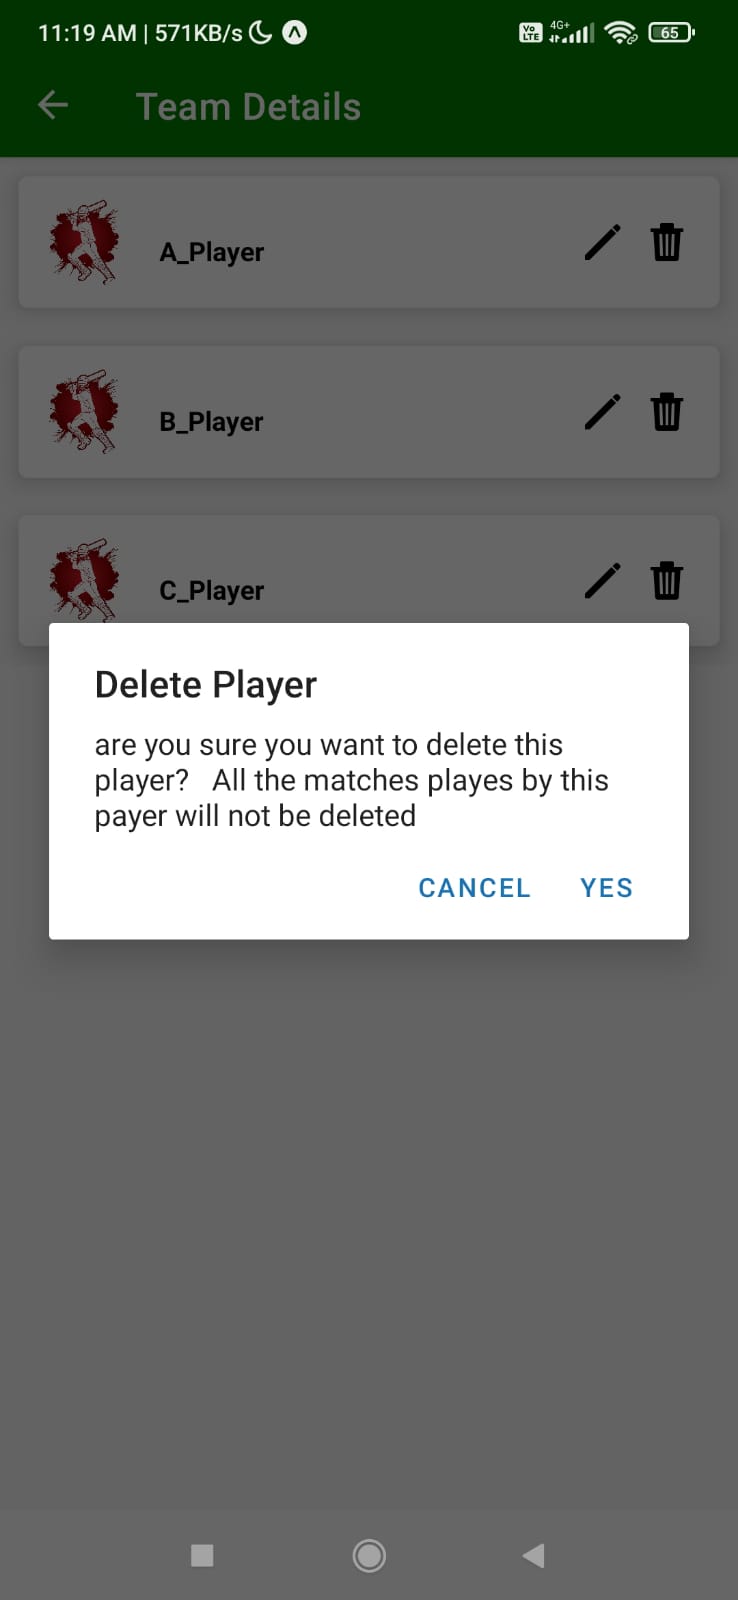 11:19 AM | 571KB/s
Vo LTE 4G+ 65
Team Details
A_Player
B_Player
C_Player
Delete Player
are you sure you want to delete this
player?   All the matches playes by this
payer will not be deleted
CANCEL YES